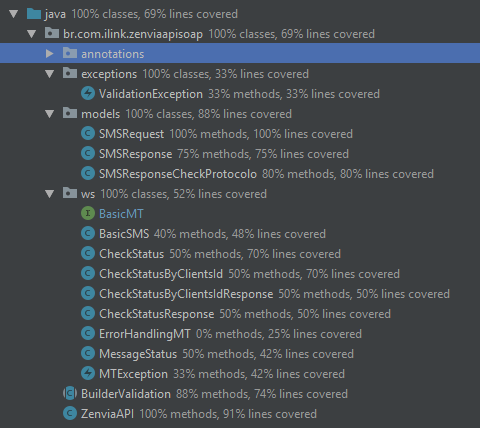 java 100% classes, 69% lines covered
br.com.ilink.zenviaapisoap 100% classes, 69% lines covered
annotations
exceptions 100% classes, 33% lines covered
ValidationException 33% methods, 33% lines covered
models 100% classes, 88% lines covered
SMSRequest 100% methods, 100% lines covered
SMSResponse 75% methods, 75% lines covered
SMSResponseCheckProtocolo 80% methods, 80% lines covered
ws 100% classes, 52% lines covered
BasicMT
BasicSMS 40% methods, 48% lines covered
CheckStatus 50% methods, 70% lines covered
CheckStatusByClientsId 50% methods, 70% lines covered
CheckStatusByClientsIdResponse 50% methods, 50% lines covered
CheckStatusResponse 50% methods, 50% lines covered
ErrorHandlingMT 0% methods, 25% lines covered
MessageStatus 50% methods, 42% lines covered
MTException 33% methods, 42% lines covered
BuilderValidation 88% methods, 74% lines covered
ZenviaAPI 100% methods, 91% lines covered